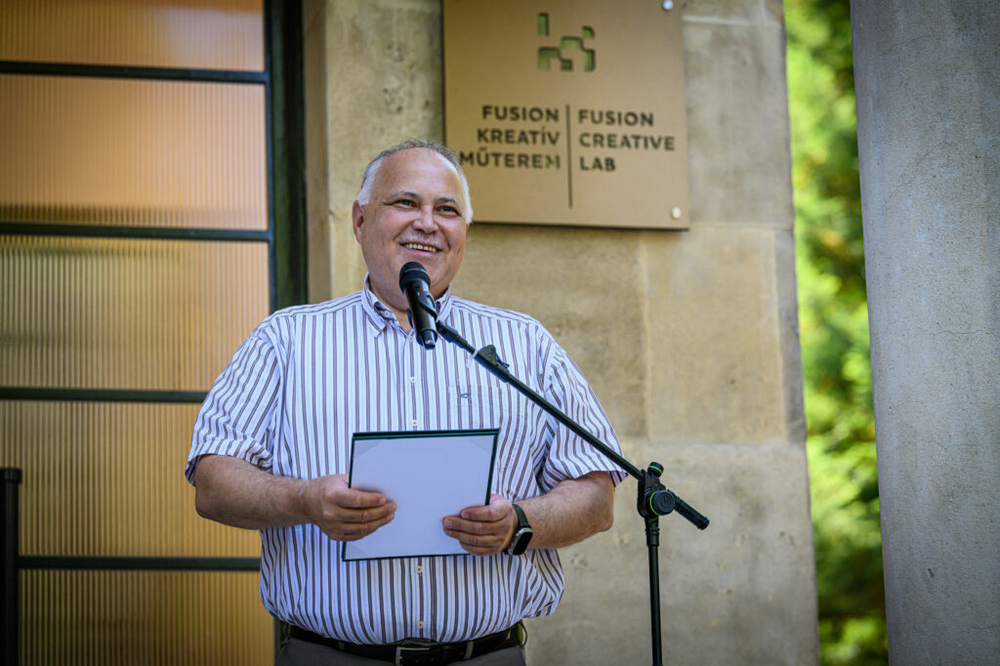 FUSION
KREATÍV
MŰTEREM
FUSION
CREATIVE
LAB